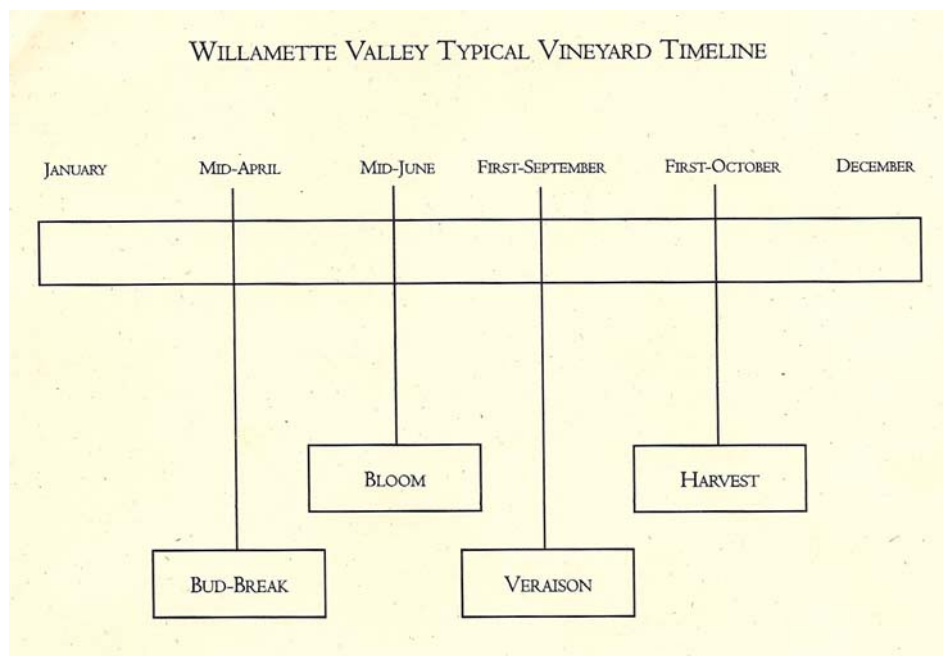 Willamette Valley Typical Vineyard Timeline
January Mid-April Mid-June First-September First-October December
Bloom Harvest
Bud-Break Veraison